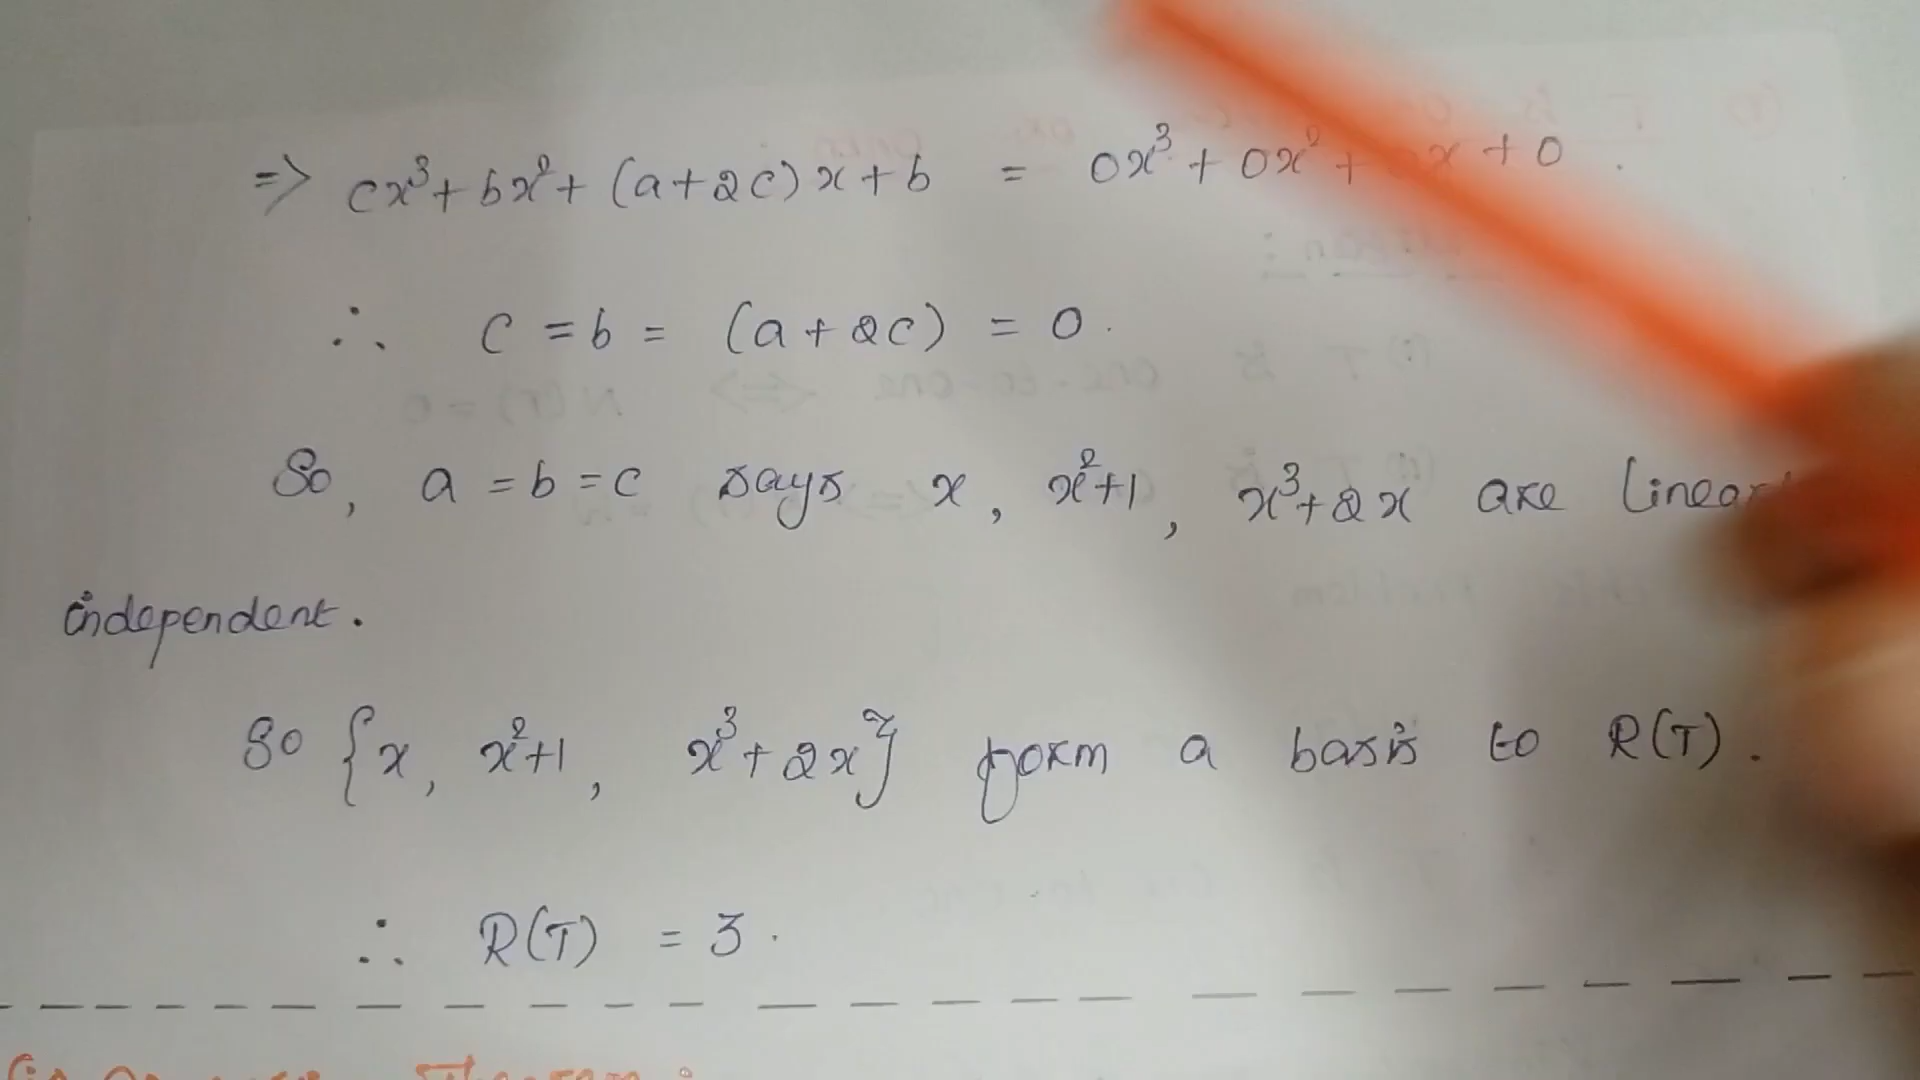 => cx³ + bx² + (a+2c)x + b = 0x³ + 0x² + x + 0.
∴ c = b = (a+2c) = 0.
So, a = b = c says x, x²+1, x³+2x are
independent.
So {x, x²+1, x³+2x} form a basis to R(T).
∴ R(T) = 3.
Theorem: